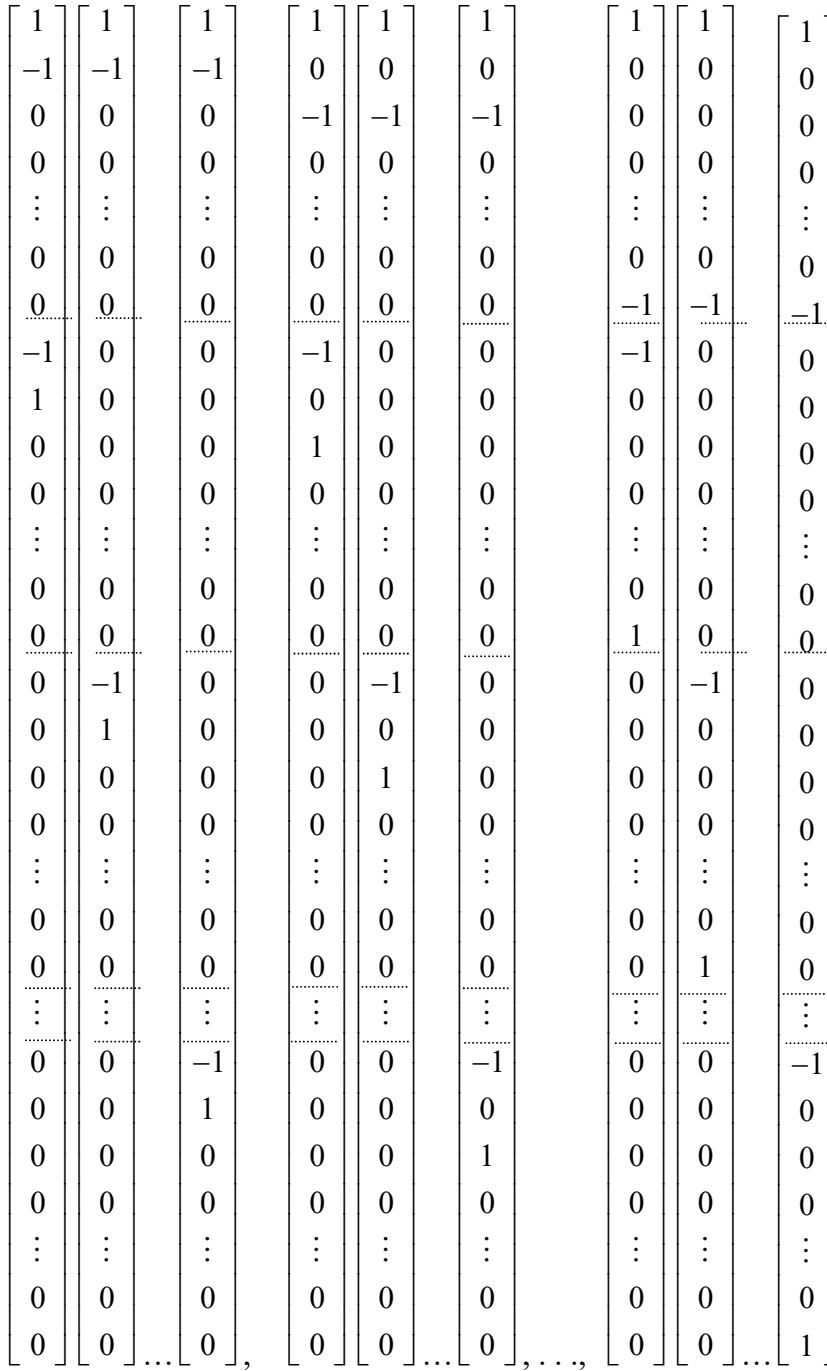 1 1 1 1 1 1 1 1 1
−1 −1 −1 0 0 0 0 0 0
0 0 0 −1 −1 −1 0 0 0
0 0 0 0 0 0 0 0 0
⋮ ⋮ ⋮ ⋮ ⋮ ⋮ ⋮ ⋮ ⋮
0 0 0 0 0 0 0 0 0
0 0 0 0 0 0 −1 −1 −1
−1 0 0 −1 0 0 −1 0 0
1 0 0 0 0 0 0 0 0
0 0 0 1 0 0 0 0 0
0 0 0 0 0 0 0 0 0
⋮ ⋮ ⋮ ⋮ ⋮ ⋮ ⋮ ⋮ ⋮
0 0 0 0 0 0 0 0 0
0 0 0 0 0 0 1 0 0
0 −1 0 0 −1 0 0 −1 0
0 1 0 0 0 0 0 0 0
0 0 0 0 1 0 0 0 0
0 0 0 0 0 0 0 0 0
⋮ ⋮ ⋮ ⋮ ⋮ ⋮ ⋮ ⋮ ⋮
0 0 0 0 0 0 0 0 0
0 0 0 0 0 0 0 1 0
⋮ ⋮ ⋮ ⋮ ⋮ ⋮ ⋮ ⋮ ⋮
0 0 −1 0 0 −1 0 0 −1
0 0 1 0 0 0 0 0 0
0 0 0 0 0 1 0 0 0
0 0 0 0 0 0 0 0 0
⋮ ⋮ ⋮ ⋮ ⋮ ⋮ ⋮ ⋮ ⋮
0 0 0 0 0 0 0 0 0
0 0 ... 0 , 0 0 ... 0 , . . ., 0 0 ... 1